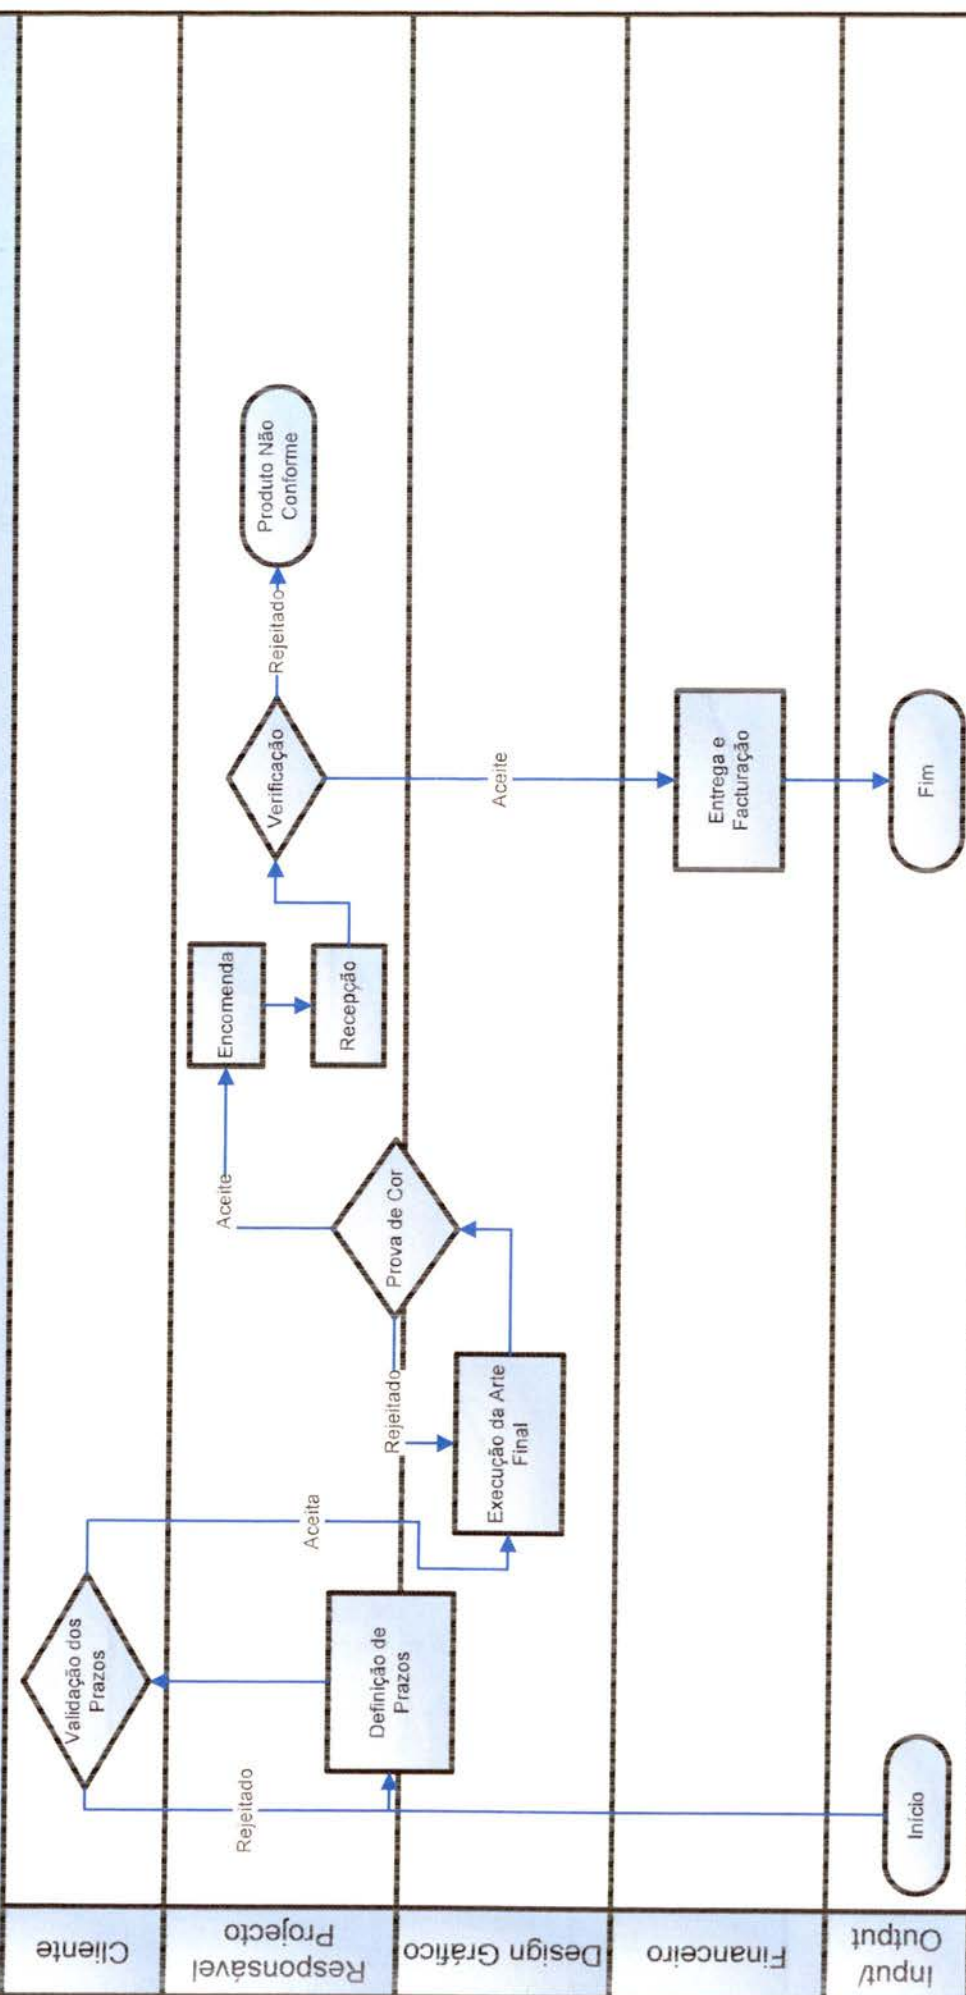 Cliente
Responsável
Projecto
Design Gráfico
Financeiro
Input/
Output
Validação dos
Prazos
Rejeitado
Aceita
Definição de
Prazos
Início
Execução da Arte
Final
Rejeitado
Prova de Cor
Aceite
Encomenda
Recepção
Verificação
Rejeitado
Produto Não
Conforme
Aceite
Entrega e
Facturação
Fim